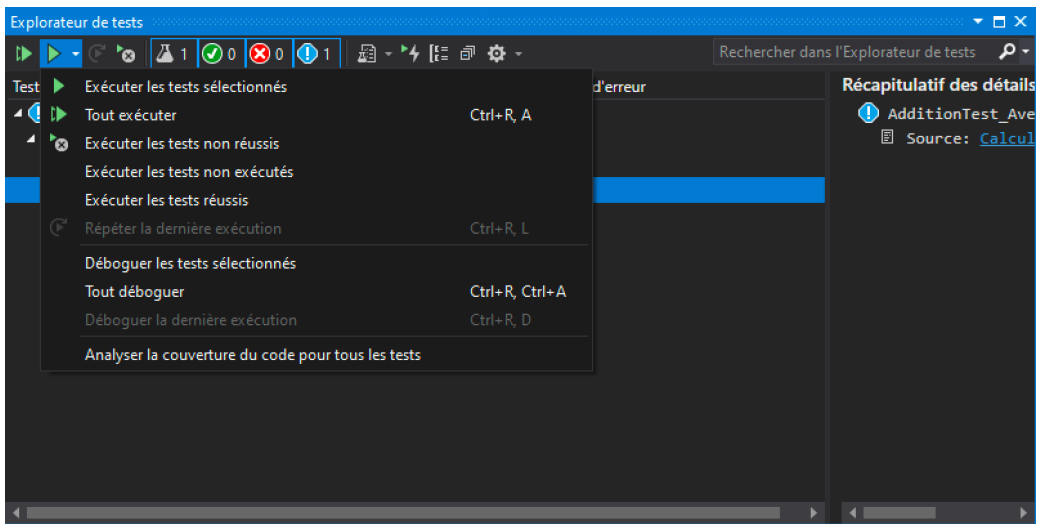 Explorateur de tests
1 0 0 1 Rechercher dans l'Explorateur de tests
Test d'erreur Récapitulatif des détails
Exécuter les tests sélectionnés
Tout exécuter Ctrl+R, A
Exécuter les tests non réussis
Exécuter les tests non exécutés
Exécuter les tests réussis
Répéter la dernière exécution Ctrl+R, L
Déboguer les tests sélectionnés
Tout déboguer Ctrl+R, Ctrl+A
Déboguer la dernière exécution Ctrl+R, D
Analyser la couverture du code pour tous les tests
AdditionTest_Ave
Source: Calcul